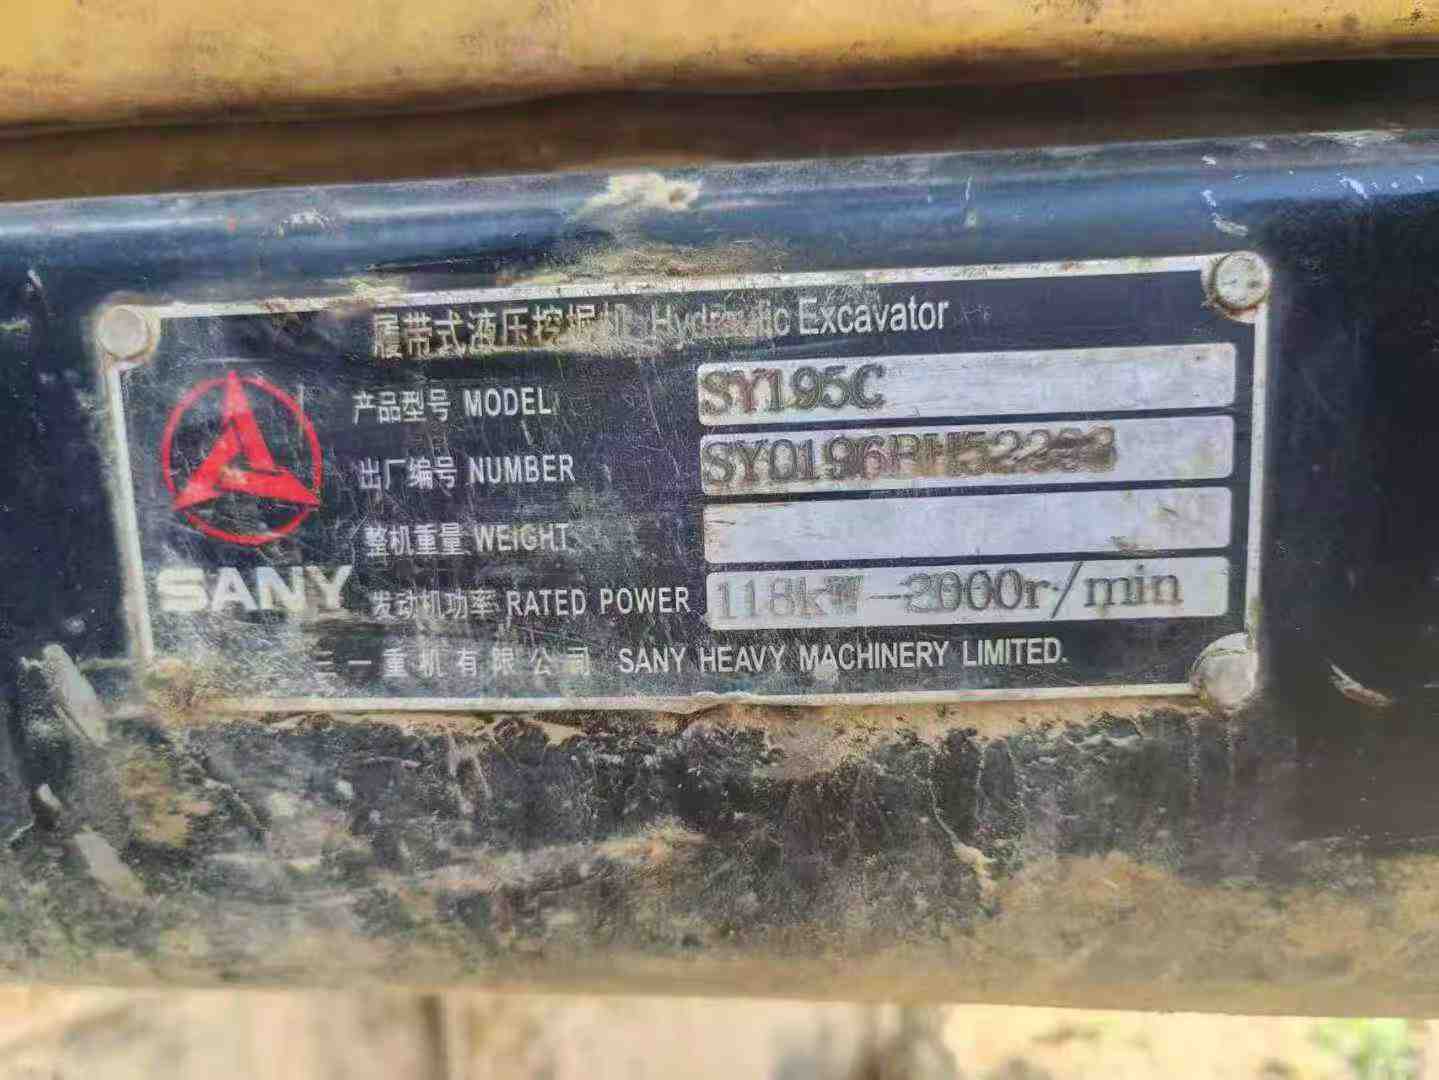 履带式液压挖掘机 Hydraulic Excavator
产品型号 MODEL SY195C
出厂编号 NUMBER
整机重量 WEIGHT
发动机功率 RATED POWER 118kW-2000r/min
SANY
三一重机有限公司 SANY HEAVY MACHINERY LIMITED.